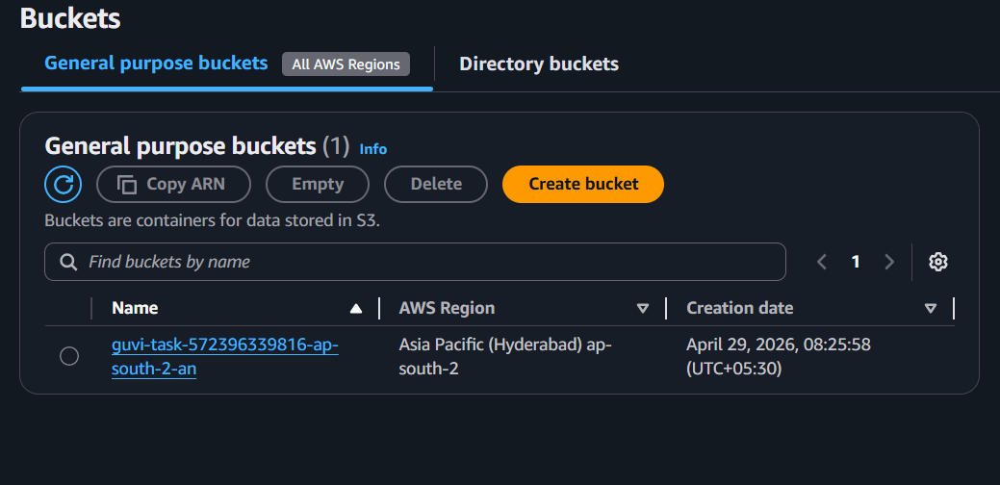 Buckets
General purpose buckets All AWS Regions Directory buckets
General purpose buckets (1) Info
Copy ARN Empty Delete Create bucket
Buckets are containers for data stored in S3.
Find buckets by name 1
Name AWS Region Creation date
guvi-task-572396339816-ap- Asia Pacific (Hyderabad) ap- April 29, 2026, 08:25:58
south-2-an south-2 (UTC+05:30)